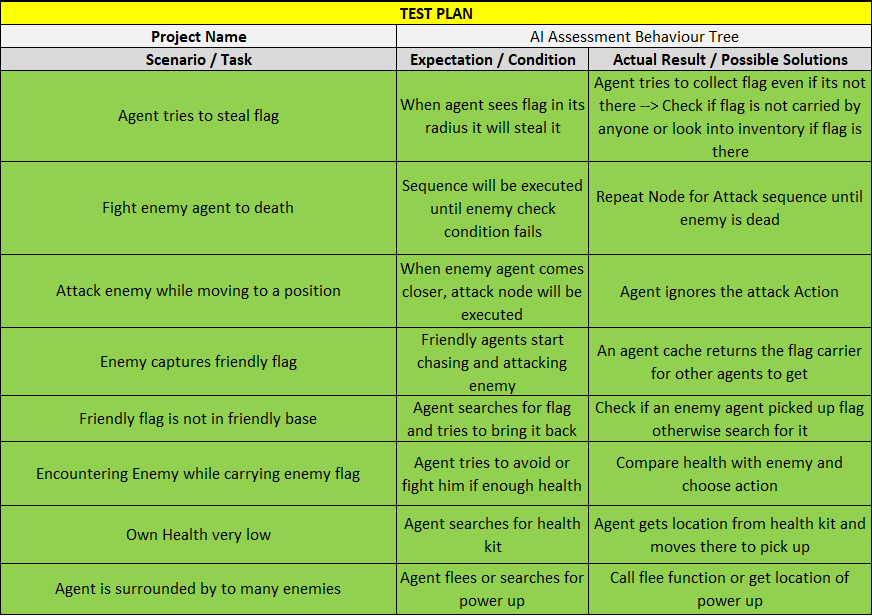 TEST PLAN
Project Name
AI Assessment Behaviour Tree
Scenario / Task
Expectation / Condition
Actual Result / Possible Solutions
Agent tries to steal flag
When agent sees flag in its
radius it will steal it
Agent tries to collect flag even if its not
there --> Check if flag is not carried by
anyone or look into inventory if flag is
there
Fight enemy agent to death
Sequence will be executed
until enemy check
condition fails
Repeat Node for Attack sequence until
enemy is dead
Attack enemy while moving to a position
When enemy agent comes
closer, attack node will be
executed
Agent ignores the attack Action
Enemy captures friendly flag
Friendly agents start
chasing and attacking
enemy
An agent cache returns the flag carrier
for other agents to get
Friendly flag is not in friendly base
Agent searches for flag
and tries to bring it back
Check if an enemy agent picked up flag
otherwise search for it
Encountering Enemy while carrying enemy flag
Agent tries to avoid or
fight him if enough health
Compare health with enemy and
choose action
Own Health very low
Agent searches for health
kit
Agent gets location from health kit and
moves there to pick up
Agent is surrounded by to many enemies
Agent flees or searches for
power up
Call flee function or get location of
power up